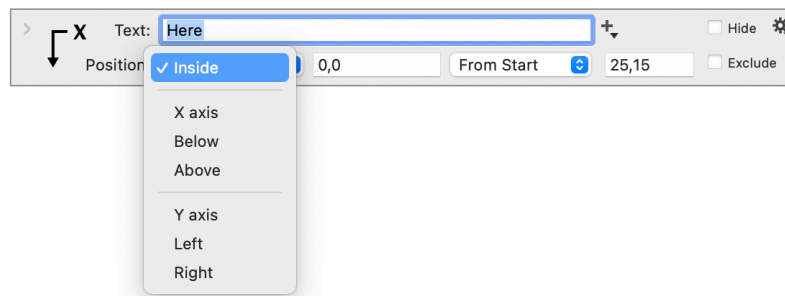 X Text: Here Hide
Position ✓ Inside 0,0 From Start 25,15 Exclude
X axis
Below
Above
Y axis
Left
Right